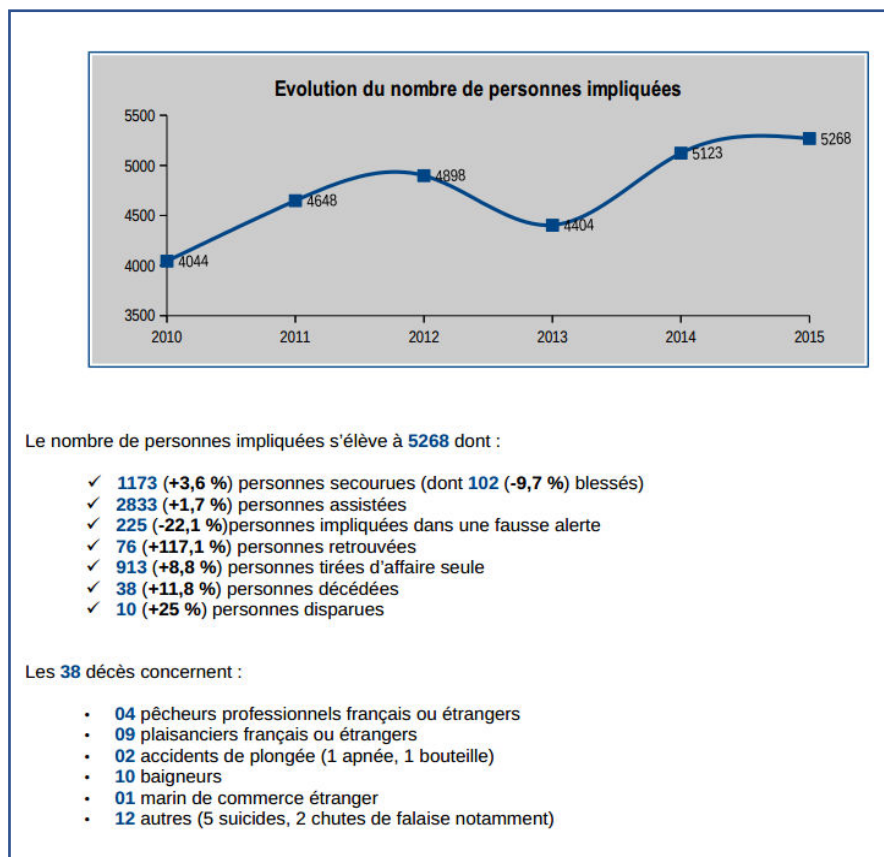 Evolution du nombre de personnes impliquées
5500
5000
4500
4000
3500
4044
4648
4898
4404
5123
5268
2010 2011 2012 2013 2014 2015
Le nombre de personnes impliquées s’élève à 5268 dont :
✓ 1173 (+3,6 %) personnes secourues (dont 102 (-9,7 %) blessés)
✓ 2833 (+1,7 %) personnes assistées
✓ 225 (-22,1 %)personnes impliquées dans une fausse alerte
✓ 76 (+117,1 %) personnes retrouvées
✓ 913 (+8,8 %) personnes tirées d’affaire seule
✓ 38 (+11,8 %) personnes décédées
✓ 10 (+25 %) personnes disparues
Les 38 décès concernent :
• 04 pêcheurs professionnels français ou étrangers
• 09 plaisanciers français ou étrangers
• 02 accidents de plongée (1 apnée, 1 bouteille)
• 10 baigneurs
• 01 marin de commerce étranger
• 12 autres (5 suicides, 2 chutes de falaise notamment)